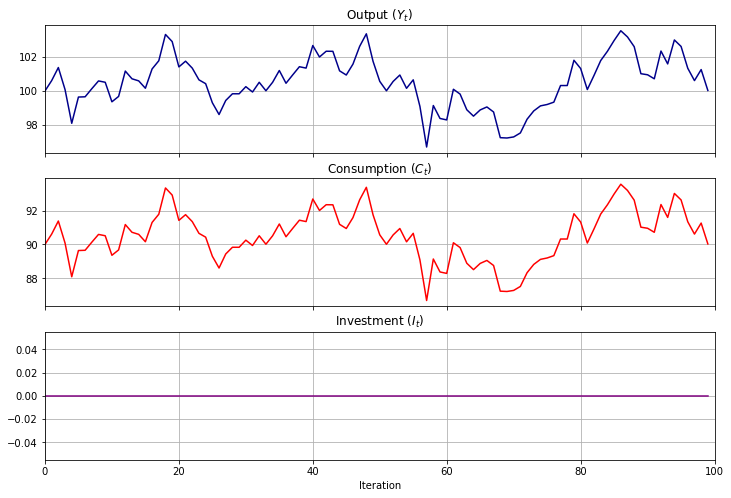 Output (Y_t)
102
100
98
Consumption (C_t)
92
90
88
Investment (I_t)
0.04
0.02
0.00
−0.02
−0.04
0 20 40 60 80 100
Iteration